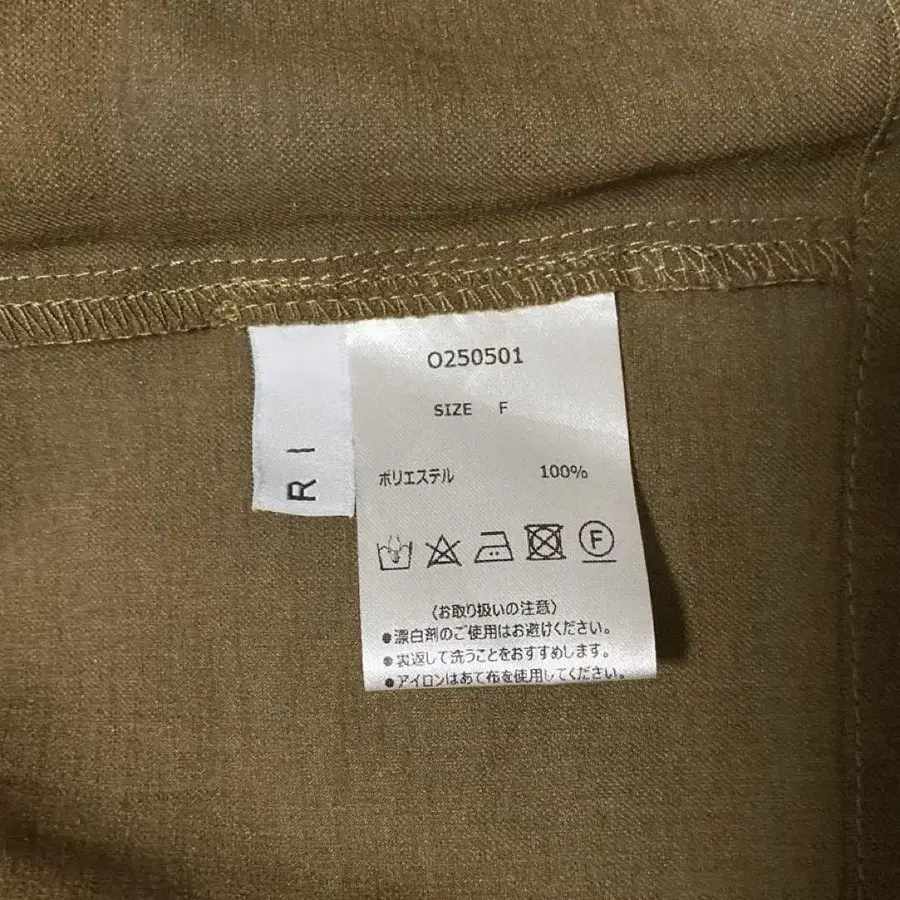 O250501
SIZE F
ポリエステル 100%
F
(お取り扱いの注意)
●漂白剤のご使用はお避けください。
●裏返して洗うことをおすすめします。
●アイロンはあて布を使用してください。
R I